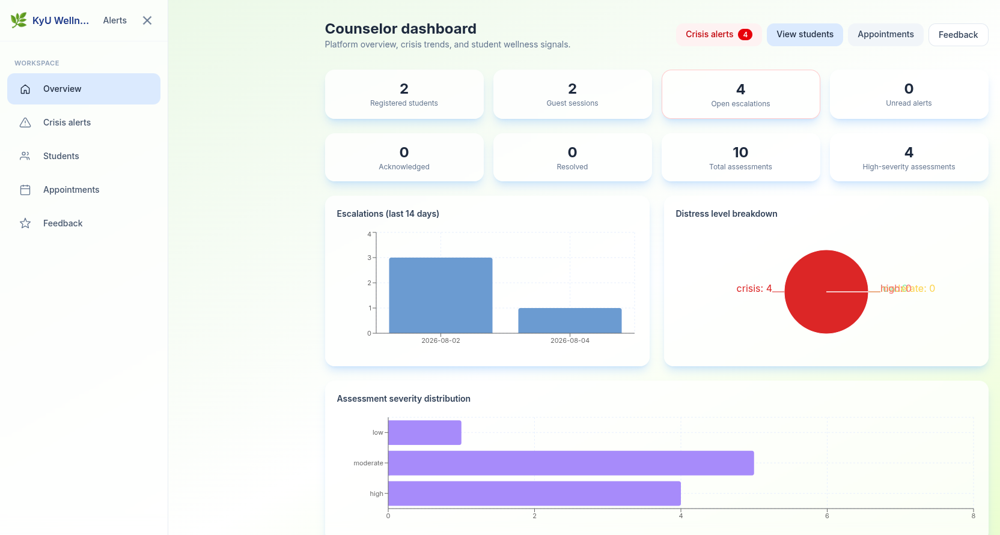 KyU Welln...
Alerts
WORKSPACE
Overview
Crisis alerts
Students
Appointments
Feedback
Counselor dashboard
Platform overview, crisis trends, and student wellness signals.
Crisis alerts 4
View students
Appointments
Feedback
2
Registered students
2
Guest sessions
4
Open escalations
0
Unread alerts
0
Acknowledged
0
Resolved
10
Total assessments
4
High-severity assessments
Escalations (last 14 days)
4
3
2
1
0
2026-08-02
2026-08-04
Distress level breakdown
crisis: 4
high: 0
Assessment severity distribution
low
moderate
high
0
2
4
6
8